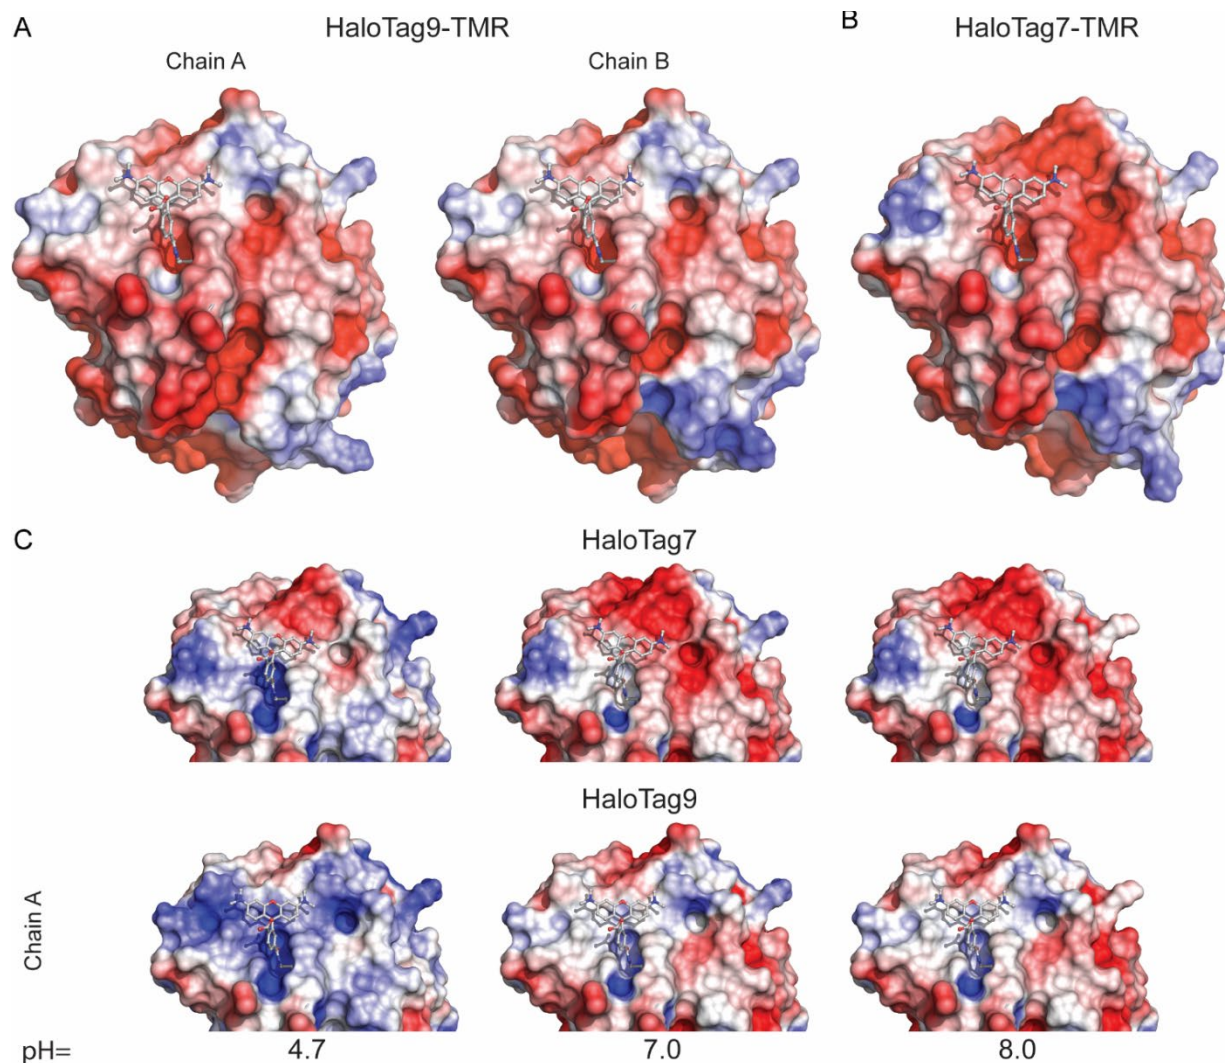 A HaloTag9-TMR B HaloTag7-TMR
Chain A Chain B
C HaloTag7
HaloTag9
Chain A
pH= 4.7 7.0 8.0